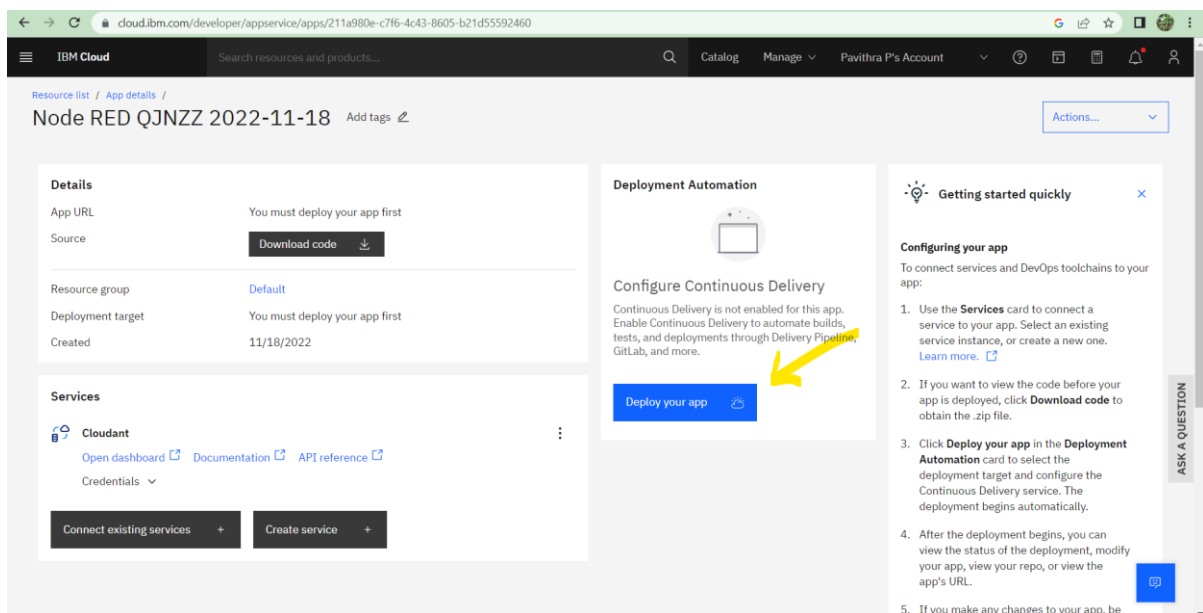 cloud.ibm.com/developer/appservice/apps/211a980e-c7f6-4c43-8605-b21d55592460
IBM Cloud
Search resources and products...
Catalog
Manage
Pavithra P's Account
Resource list / App details /
Node RED QJNZZ 2022-11-18
Add tags
Actions...
Details
App URL
You must deploy your app first
Source
Download code
Resource group
Default
Deployment target
You must deploy your app first
Created
11/18/2022
Services
Cloudant
Open dashboard
Documentation
API reference
Credentials
Connect existing services +
Create service +
Deployment Automation
Configure Continuous Delivery
Continuous Delivery is not enabled for this app.
Enable Continuous Delivery to automate builds,
tests, and deployments through Delivery Pipeline,
GitLab, and more.
Deploy your app
Getting started quickly
Configuring your app
To connect services and DevOps toolchains to your
app:
1. Use the Services card to connect a
service to your app. Select an existing
service instance, or create a new one.
Learn more.
2. If you want to view the code before your
app is deployed, click Download code to
obtain the .zip file.
3. Click Deploy your app in the Deployment
Automation card to select the
deployment target and configure the
Continuous Delivery service. The
deployment begins automatically.
4. After the deployment begins, you can
view the status of the deployment, modify
your app, view your repo, or view the
app's URL.
5. If you make any changes to your app, be
ASK A QUESTION